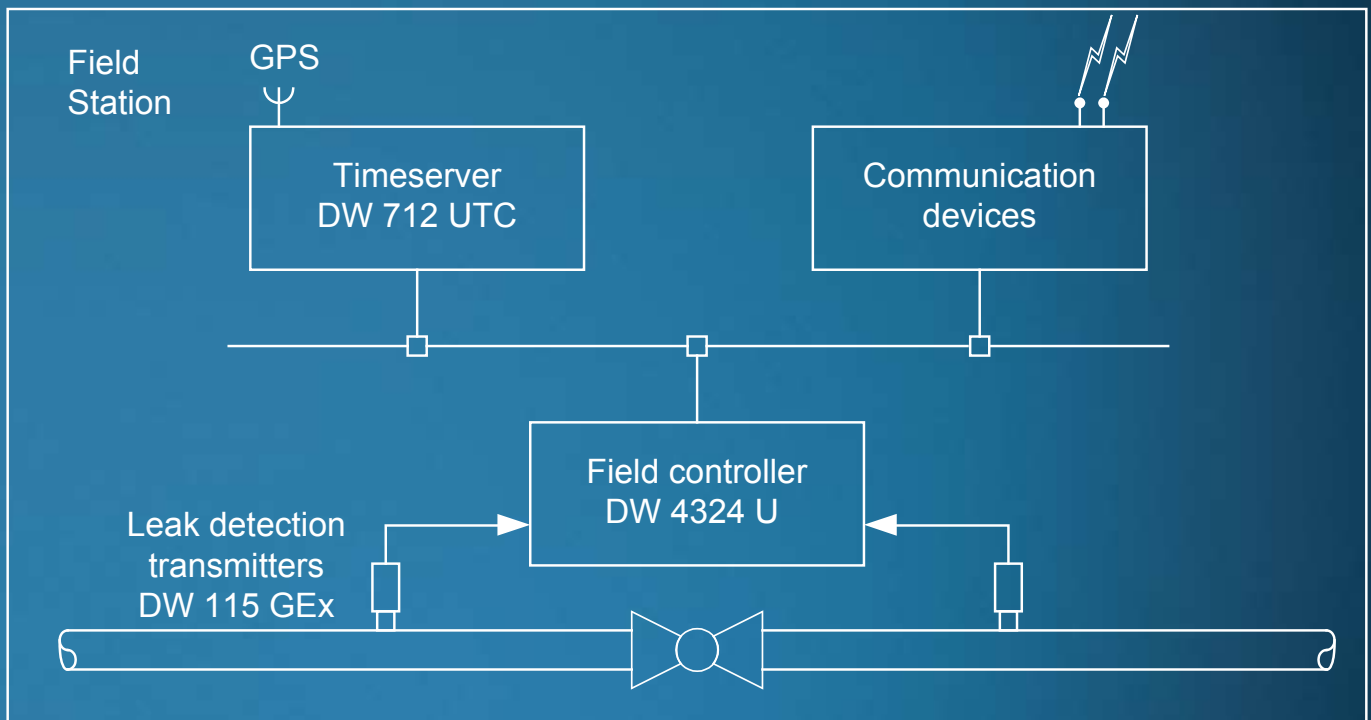 Field
Station
GPS
Timeserver
DW 712 UTC
Communication
devices
Field controller
DW 4324 U
Leak detection
transmitters
DW 115 GEx